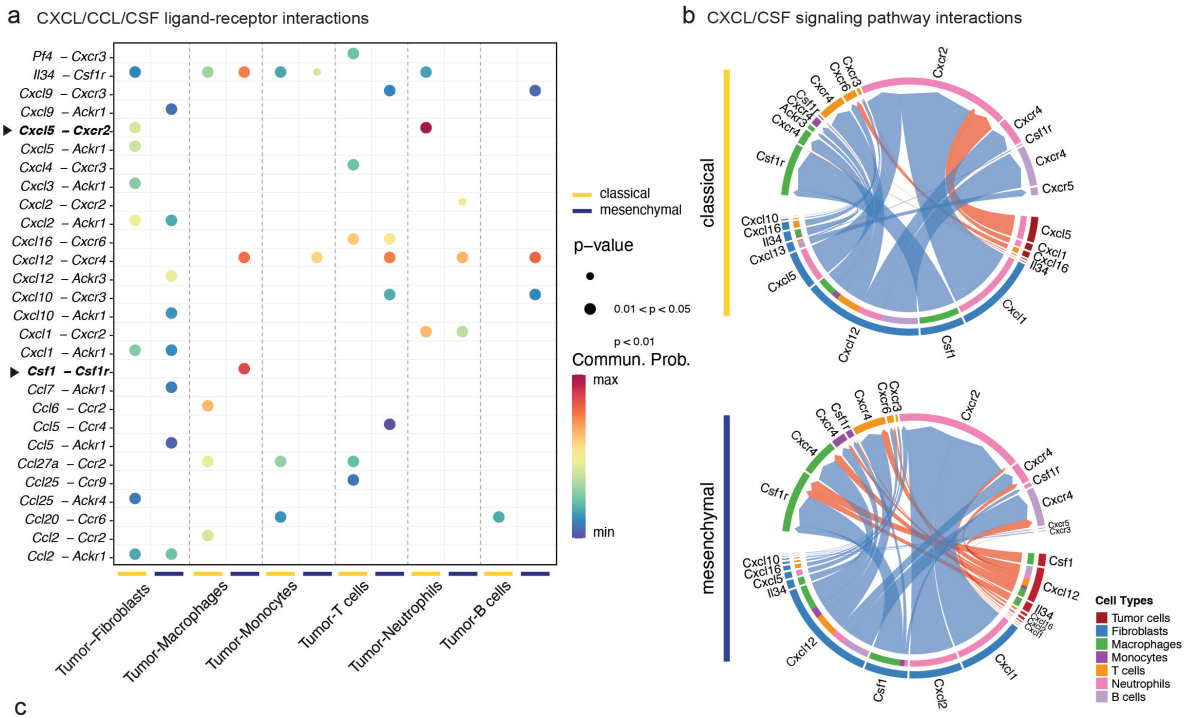 a CXCL/CCL/CSF ligand-receptor interactions
Pf4 – Cxcr3
Il34 – Csf1r
Cxcl9 – Cxcr3
Cxcl9 – Ackr1
Cxcl5 – Cxcr2
Cxcl5 – Ackr1
Cxcl4 – Cxcr3
Cxcl3 – Ackr1
Cxcl2 – Cxcr2
Cxcl2 – Ackr1
Cxcl16 – Cxcr6
Cxcl12 – Cxcr4
Cxcl12 – Ackr3
Cxcl10 – Cxcr3
Cxcl10 – Ackr1
Cxcl1 – Cxcr2
Cxcl1 – Ackr1
Csf1 – Csf1r
Ccl7 – Ackr1
Ccl6 – Ccr2
Ccl5 – Ccr4
Ccl5 – Ackr1
Ccl27a – Ccr2
Ccl25 – Ccr9
Ccl25 – Ackr4
Ccl20 – Ccr6
Ccl2 – Ccr2
Ccl2 – Ackr1
Tumor–Fibroblasts
Tumor-Macrophages
Tumor-Monocytes
Tumor-T cells
Tumor-Neutrophils
Tumor-B cells
classical
mesenchymal
p–value
0.01 < p < 0.05
p < 0.01
Commun. Prob.
max
min
b CXCL/CSF signaling pathway interactions
classical
Cxcr2
Cxcr3
Cxcr6
Cxcr4
Csf1r
Cxcr4
Ackr3
Cxcr4
Csf1r
Cxcr4
Csf1r
Cxcr4
Cxcr5
Cxcl10
Cxcl16
Il34
Cxcl13
Cxcl5
Cxcl12
Csf1
Cxcl1
Cxcl5
Cxcl1
Cxcl16
Il34
mesenchymal
Cxcr2
Cxcr3
Cxcr6
Cxcr4
Csf1r
Cxcr4
Cxcr4
Csf1r
Cxcr4
Csf1r
Cxcr4
Cxcr5
Cxcr3
Cxcl10
Cxcl16
Cxcl5
Il34
Cxcl12
Csf1
Cxcl2
Cxcl1
Csf1
Cxcl12
Il34
Cxcl16
Cxcl1
Cell Types
Tumor cells
Fibroblasts
Macrophages
Monocytes
T cells
Neutrophils
B cells
c